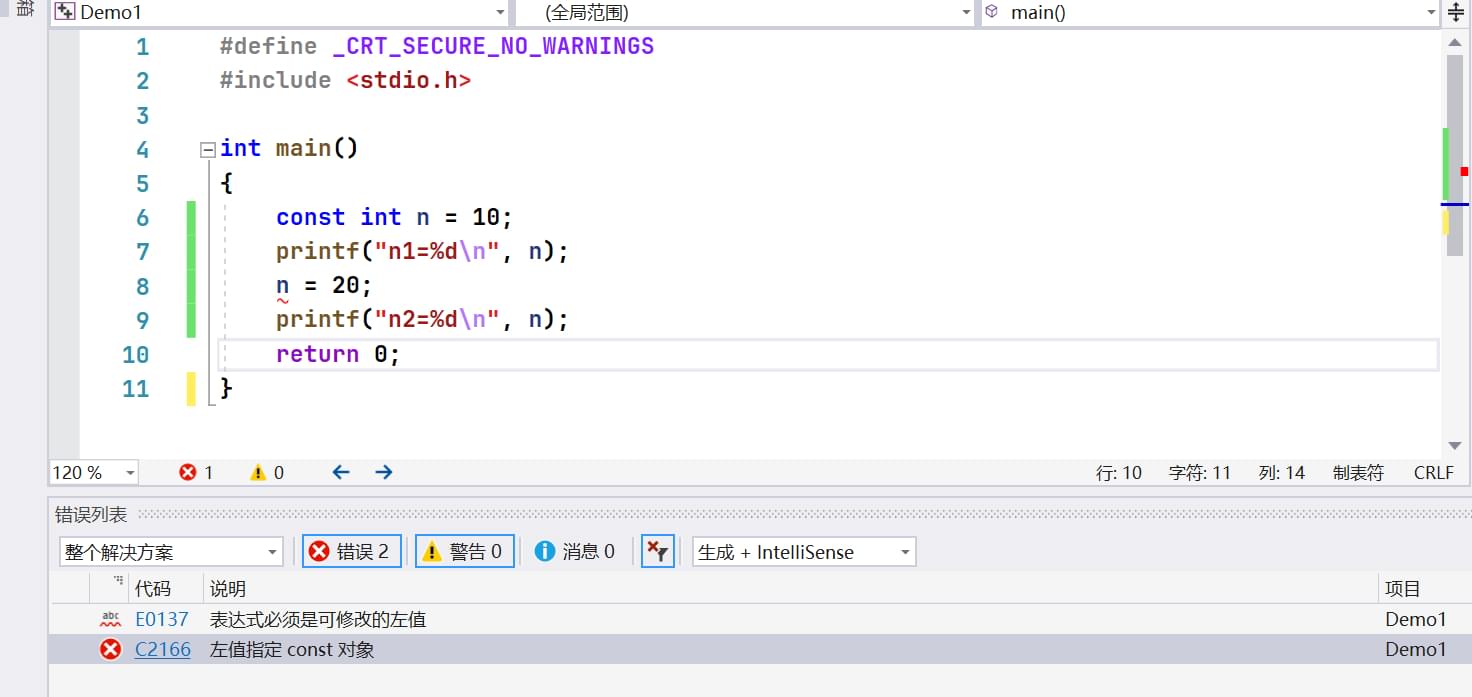 箱
Demo1 (全局范围) main()
1 #define _CRT_SECURE_NO_WARNINGS
2 #include <stdio.h>
3
4 int main()
5 {
6 const int n = 10;
7 printf("n1=%d\n", n);
8 n = 20;
9 printf("n2=%d\n", n);
10 return 0;
11 }
120 % 1 0 行: 10 字符: 11 列: 14 制表符 CRLF
错误列表
整个解决方案 错误 2 警告 0 消息 0 生成 + IntelliSense
代码 说明 项目
abc E0137 表达式必须是可修改的左值 Demo1
C2166 左值指定 const 对象 Demo1